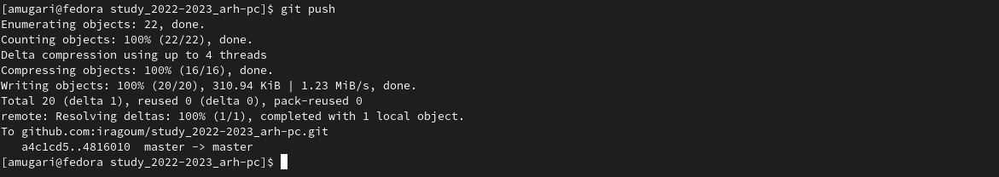 [amugari@fedora study_2022-2023_arh-pc]$ git push
Enumerating objects: 22, done.
Counting objects: 100% (22/22), done.
Delta compression using up to 4 threads
Compressing objects: 100% (16/16), done.
Writing objects: 100% (20/20), 310.94 KiB | 1.23 MiB/s, done.
Total 20 (delta 1), reused 0 (delta 0), pack-reused 0
remote: Resolving deltas: 100% (1/1), completed with 1 local object.
To github.com:iragoum/study_2022-2023_arh-pc.git
   a4c1cd5..4816010  master -> master
[amugari@fedora study_2022-2023_arh-pc]$